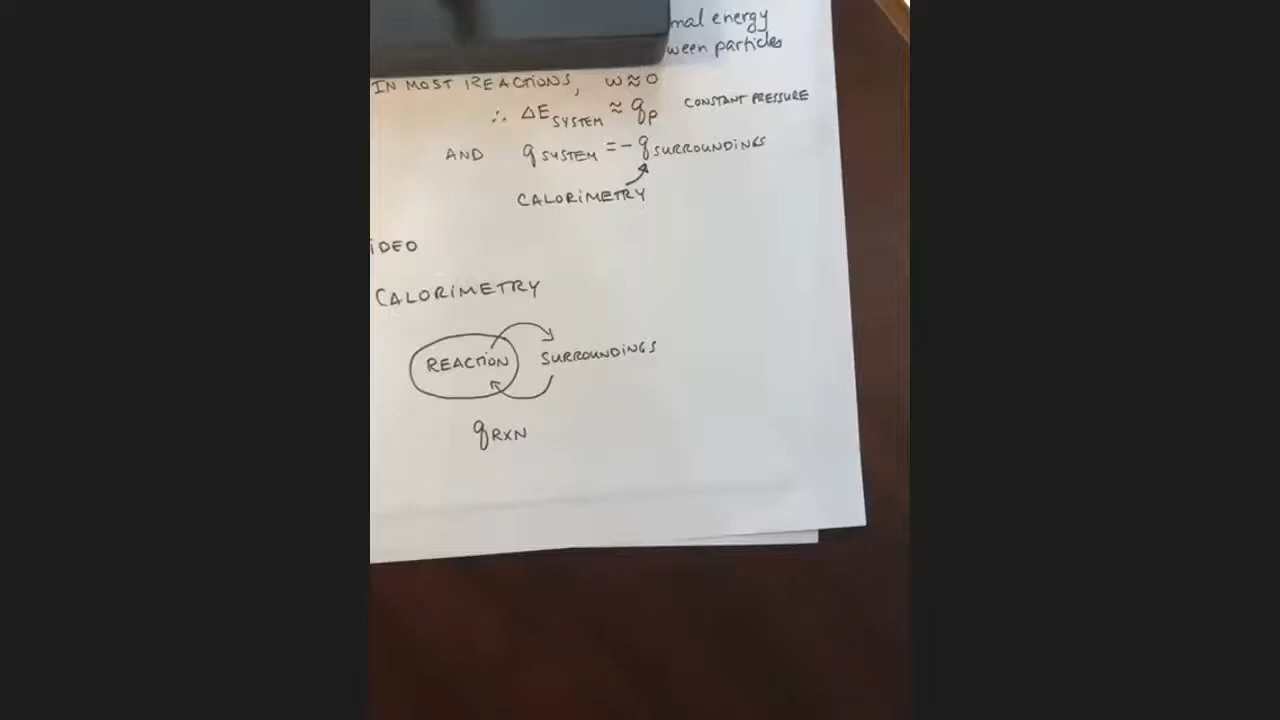 mal energy
ween particles
IN MOST REACTIONS, w ≈ 0
∴ ΔE SYSTEM ≈ qp CONSTANT PRESSURE
AND q SYSTEM = - q SURROUNDINGS
CALORIMETRY
iDEO
CALORIMETRY
REACTION SURROUNDINGS
qRXN